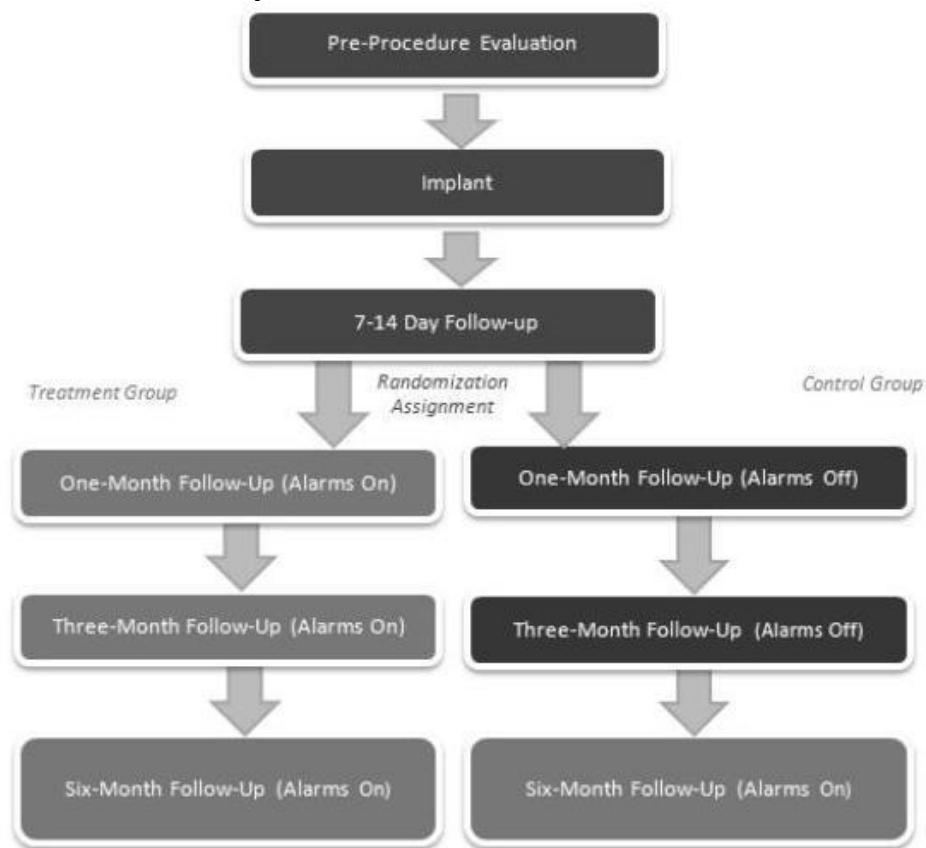 Pre-Procedure Evaluation
Implant
7-14 Day Follow-up
Treatment Group
Randomization
Assignment
Control Group
One-Month Follow-Up (Alarms On)
One-Month Follow-Up (Alarms Off)
Three-Month Follow-Up (Alarms On)
Three-Month Follow-Up (Alarms Off)
Six-Month Follow-Up (Alarms On)
Six-Month Follow-Up (Alarms On)